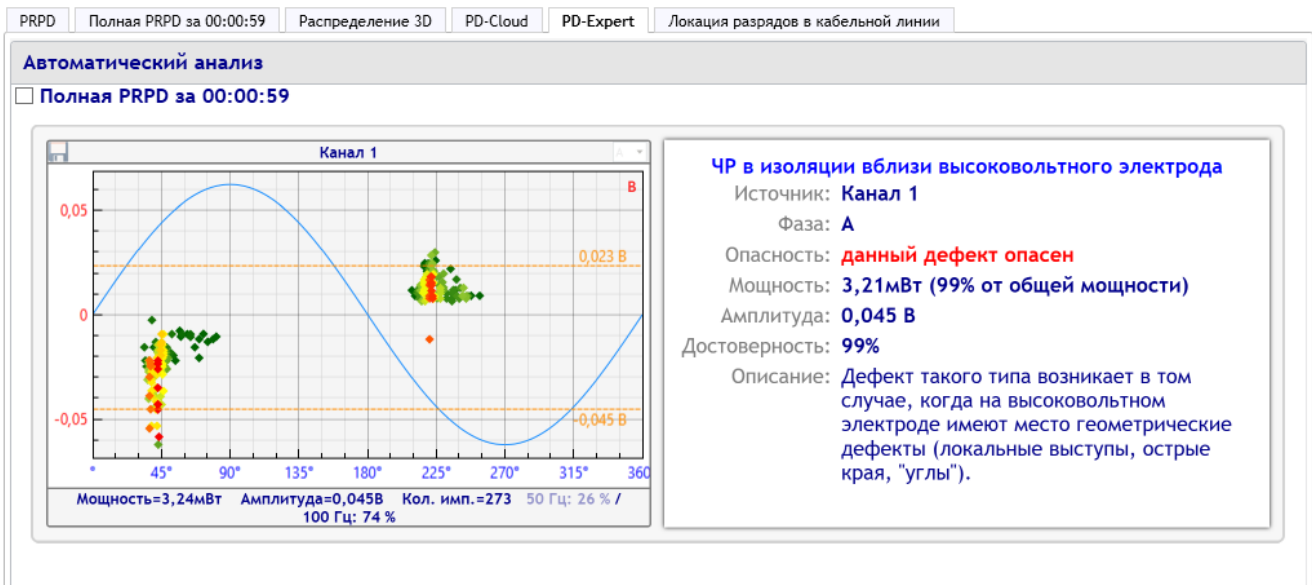 PRPD Полная PRPD за 00:00:59 Распределение 3D PD-Cloud PD-Expert Локация разрядов в кабельной линии
Автоматический анализ
Полная PRPD за 00:00:59
Канал 1
A
B
0,05
0,023 В
0
-0,05
-0,045 В
° 45° 90° 135° 180° 225° 270° 315° 360
Мощность=3,24мВт Амплитуда=0,045В Кол. имп.=273 50 Гц: 26 % /
100 Гц: 74 %
ЧР в изоляции вблизи высоковольтного электрода
Источник: Канал 1
Фаза: A
Опасность: данный дефект опасен
Мощность: 3,21мВт (99% от общей мощности)
Амплитуда: 0,045 В
Достоверность: 99%
Описание: Дефект такого типа возникает в том
случае, когда на высоковольтном
электроде имеют место геометрические
дефекты (локальные выступы, острые
края, "углы").